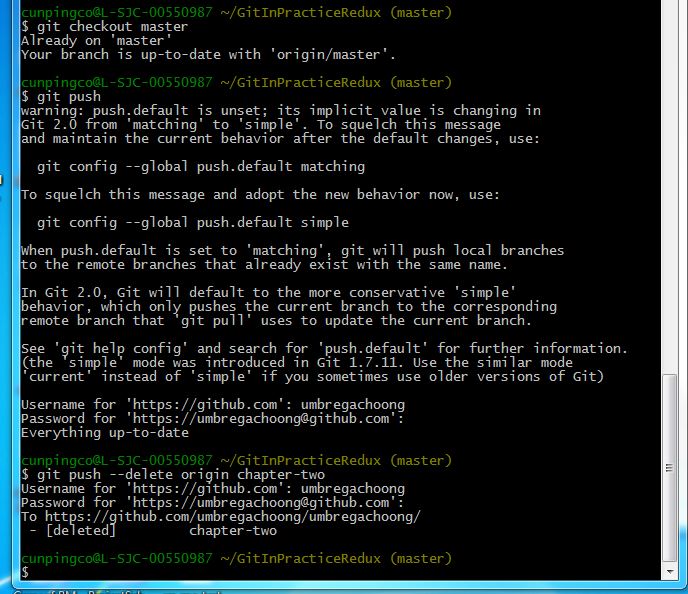 cunpingco@L-SJC-00550987 ~/GitInPracticeRedux (master)
$ git checkout master
Already on 'master'
Your branch is up-to-date with 'origin/master'.
cunpingco@L-SJC-00550987 ~/GitInPracticeRedux (master)
$ git push
warning: push.default is unset; its implicit value is changing in
Git 2.0 from 'matching' to 'simple'. To squelch this message
and maintain the current behavior after the default changes, use:
git config --global push.default matching
To squelch this message and adopt the new behavior now, use:
git config --global push.default simple
When push.default is set to 'matching', git will push local branches
to the remote branches that already exist with the same name.
In Git 2.0, Git will default to the more conservative 'simple'
behavior, which only pushes the current branch to the corresponding
remote branch that 'git pull' uses to update the current branch.
See 'git help config' and search for 'push.default' for further information.
(the 'simple' mode was introduced in Git 1.7.11. Use the similar mode
'current' instead of 'simple' if you sometimes use older versions of Git)
Username for 'https://github.com': umbregachoong
Password for 'https://umbregachoong@github.com':
Everything up-to-date
cunpingco@L-SJC-00550987 ~/GitInPracticeRedux (master)
$ git push --delete origin chapter-two
Username for 'https://github.com': umbregachoong
Password for 'https://umbregachoong@github.com':
To https://github.com/umbregachoong/umbregachoong/
- [deleted] chapter-two
cunpingco@L-SJC-00550987 ~/GitInPracticeRedux (master)
$